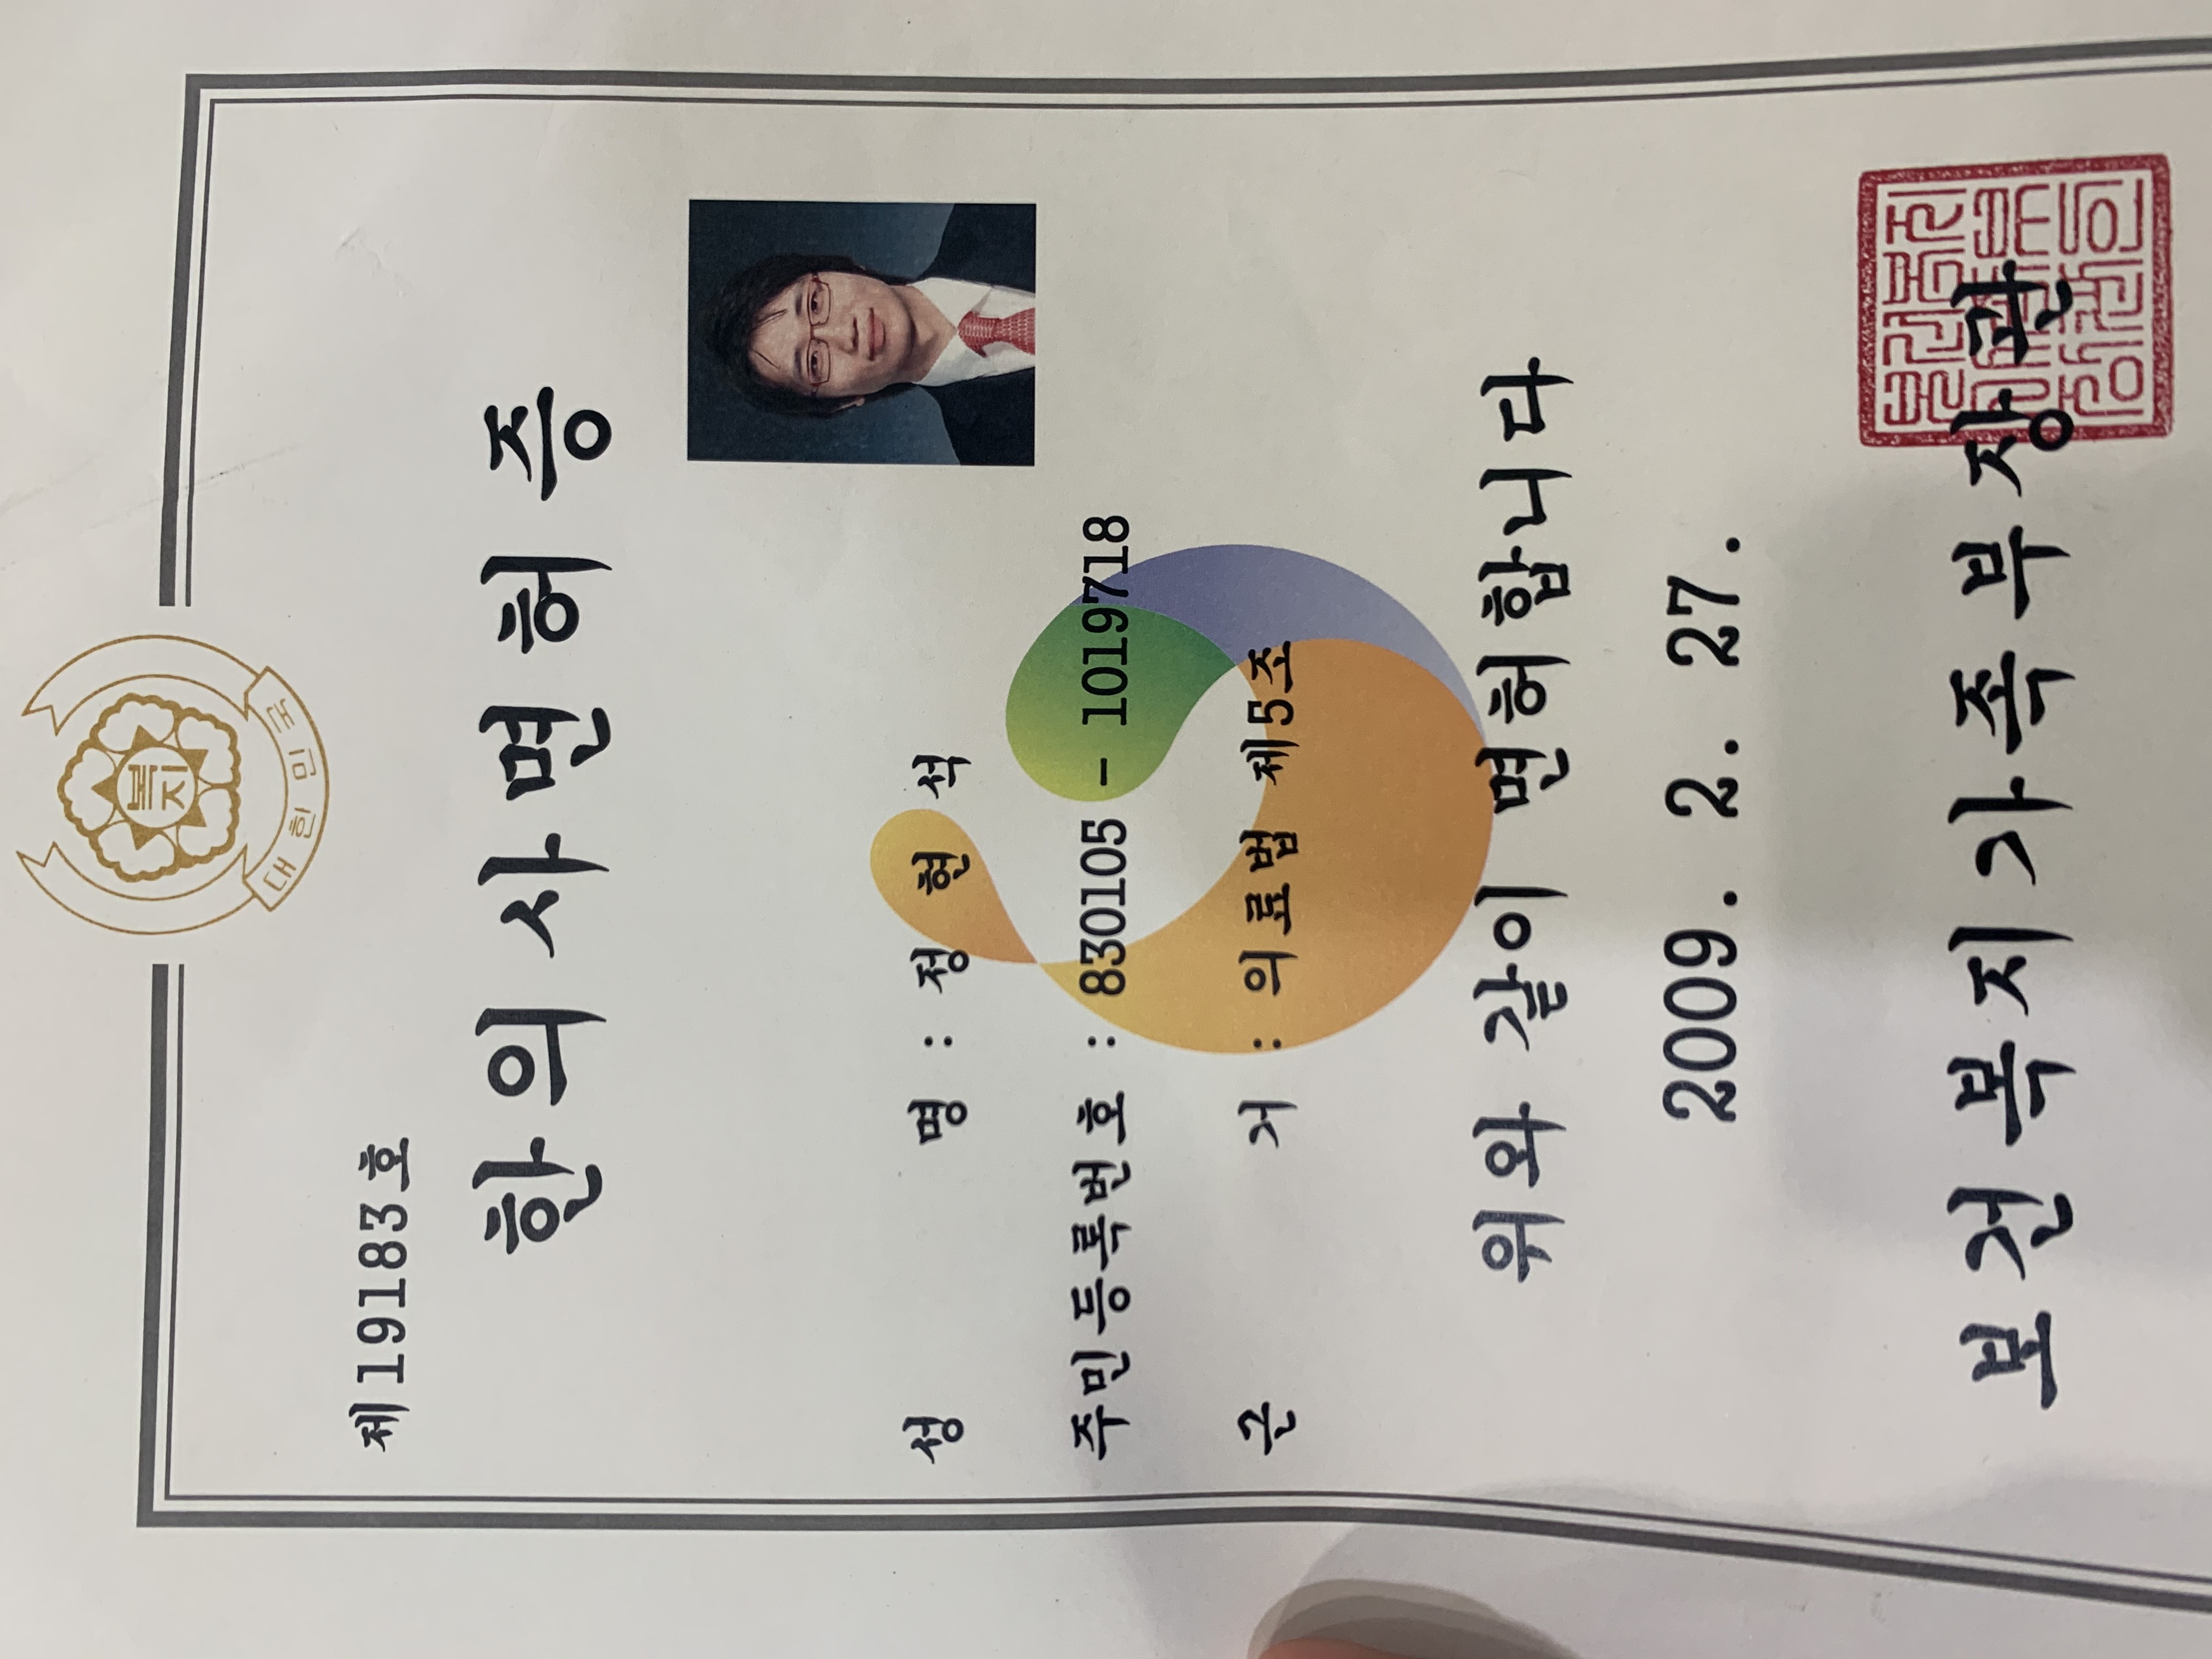 복지
대한민국
제19183호
한의사면허증
성 명 : 정 현 석
주민등록번호 : 830105 - 1019718
근 거 : 의료법 제5조
위와 같이 면허합니다
2009. 2. 27.
보건복지가족부장관